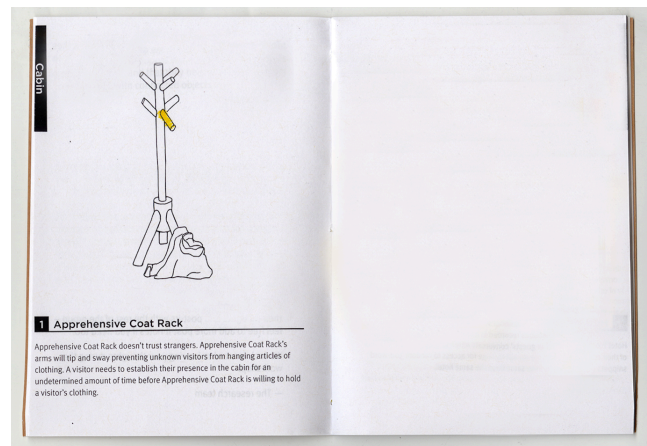 Cabin
1 Apprehensive Coat Rack
Apprehensive Coat Rack doesn't trust strangers. Apprehensive Coat Rack's
arms will tip and sway preventing unknown visitors from hanging articles of
clothing. A visitor needs to establish their presence in the cabin for an
undetermined amount of time before Apprehensive Coat Rack is willing to hold
a visitor's clothing.